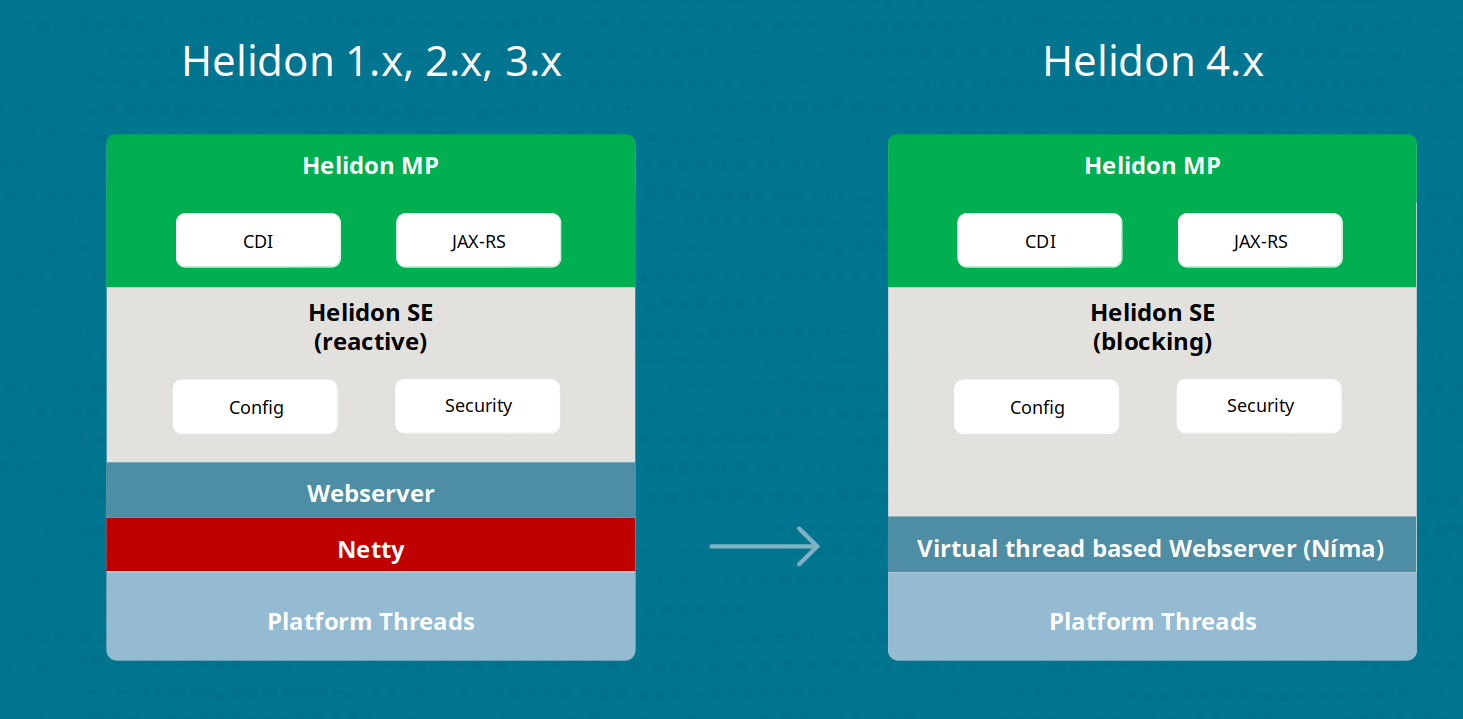 Helidon 1.x, 2.x, 3.x
Helidon MP
CDI
JAX-RS
Helidon SE
(reactive)
Config
Security
Webserver
Netty
Platform Threads
Helidon 4.x
Helidon MP
CDI
JAX-RS
Helidon SE
(blocking)
Config
Security
Virtual thread based Webserver (Níma)
Platform Threads